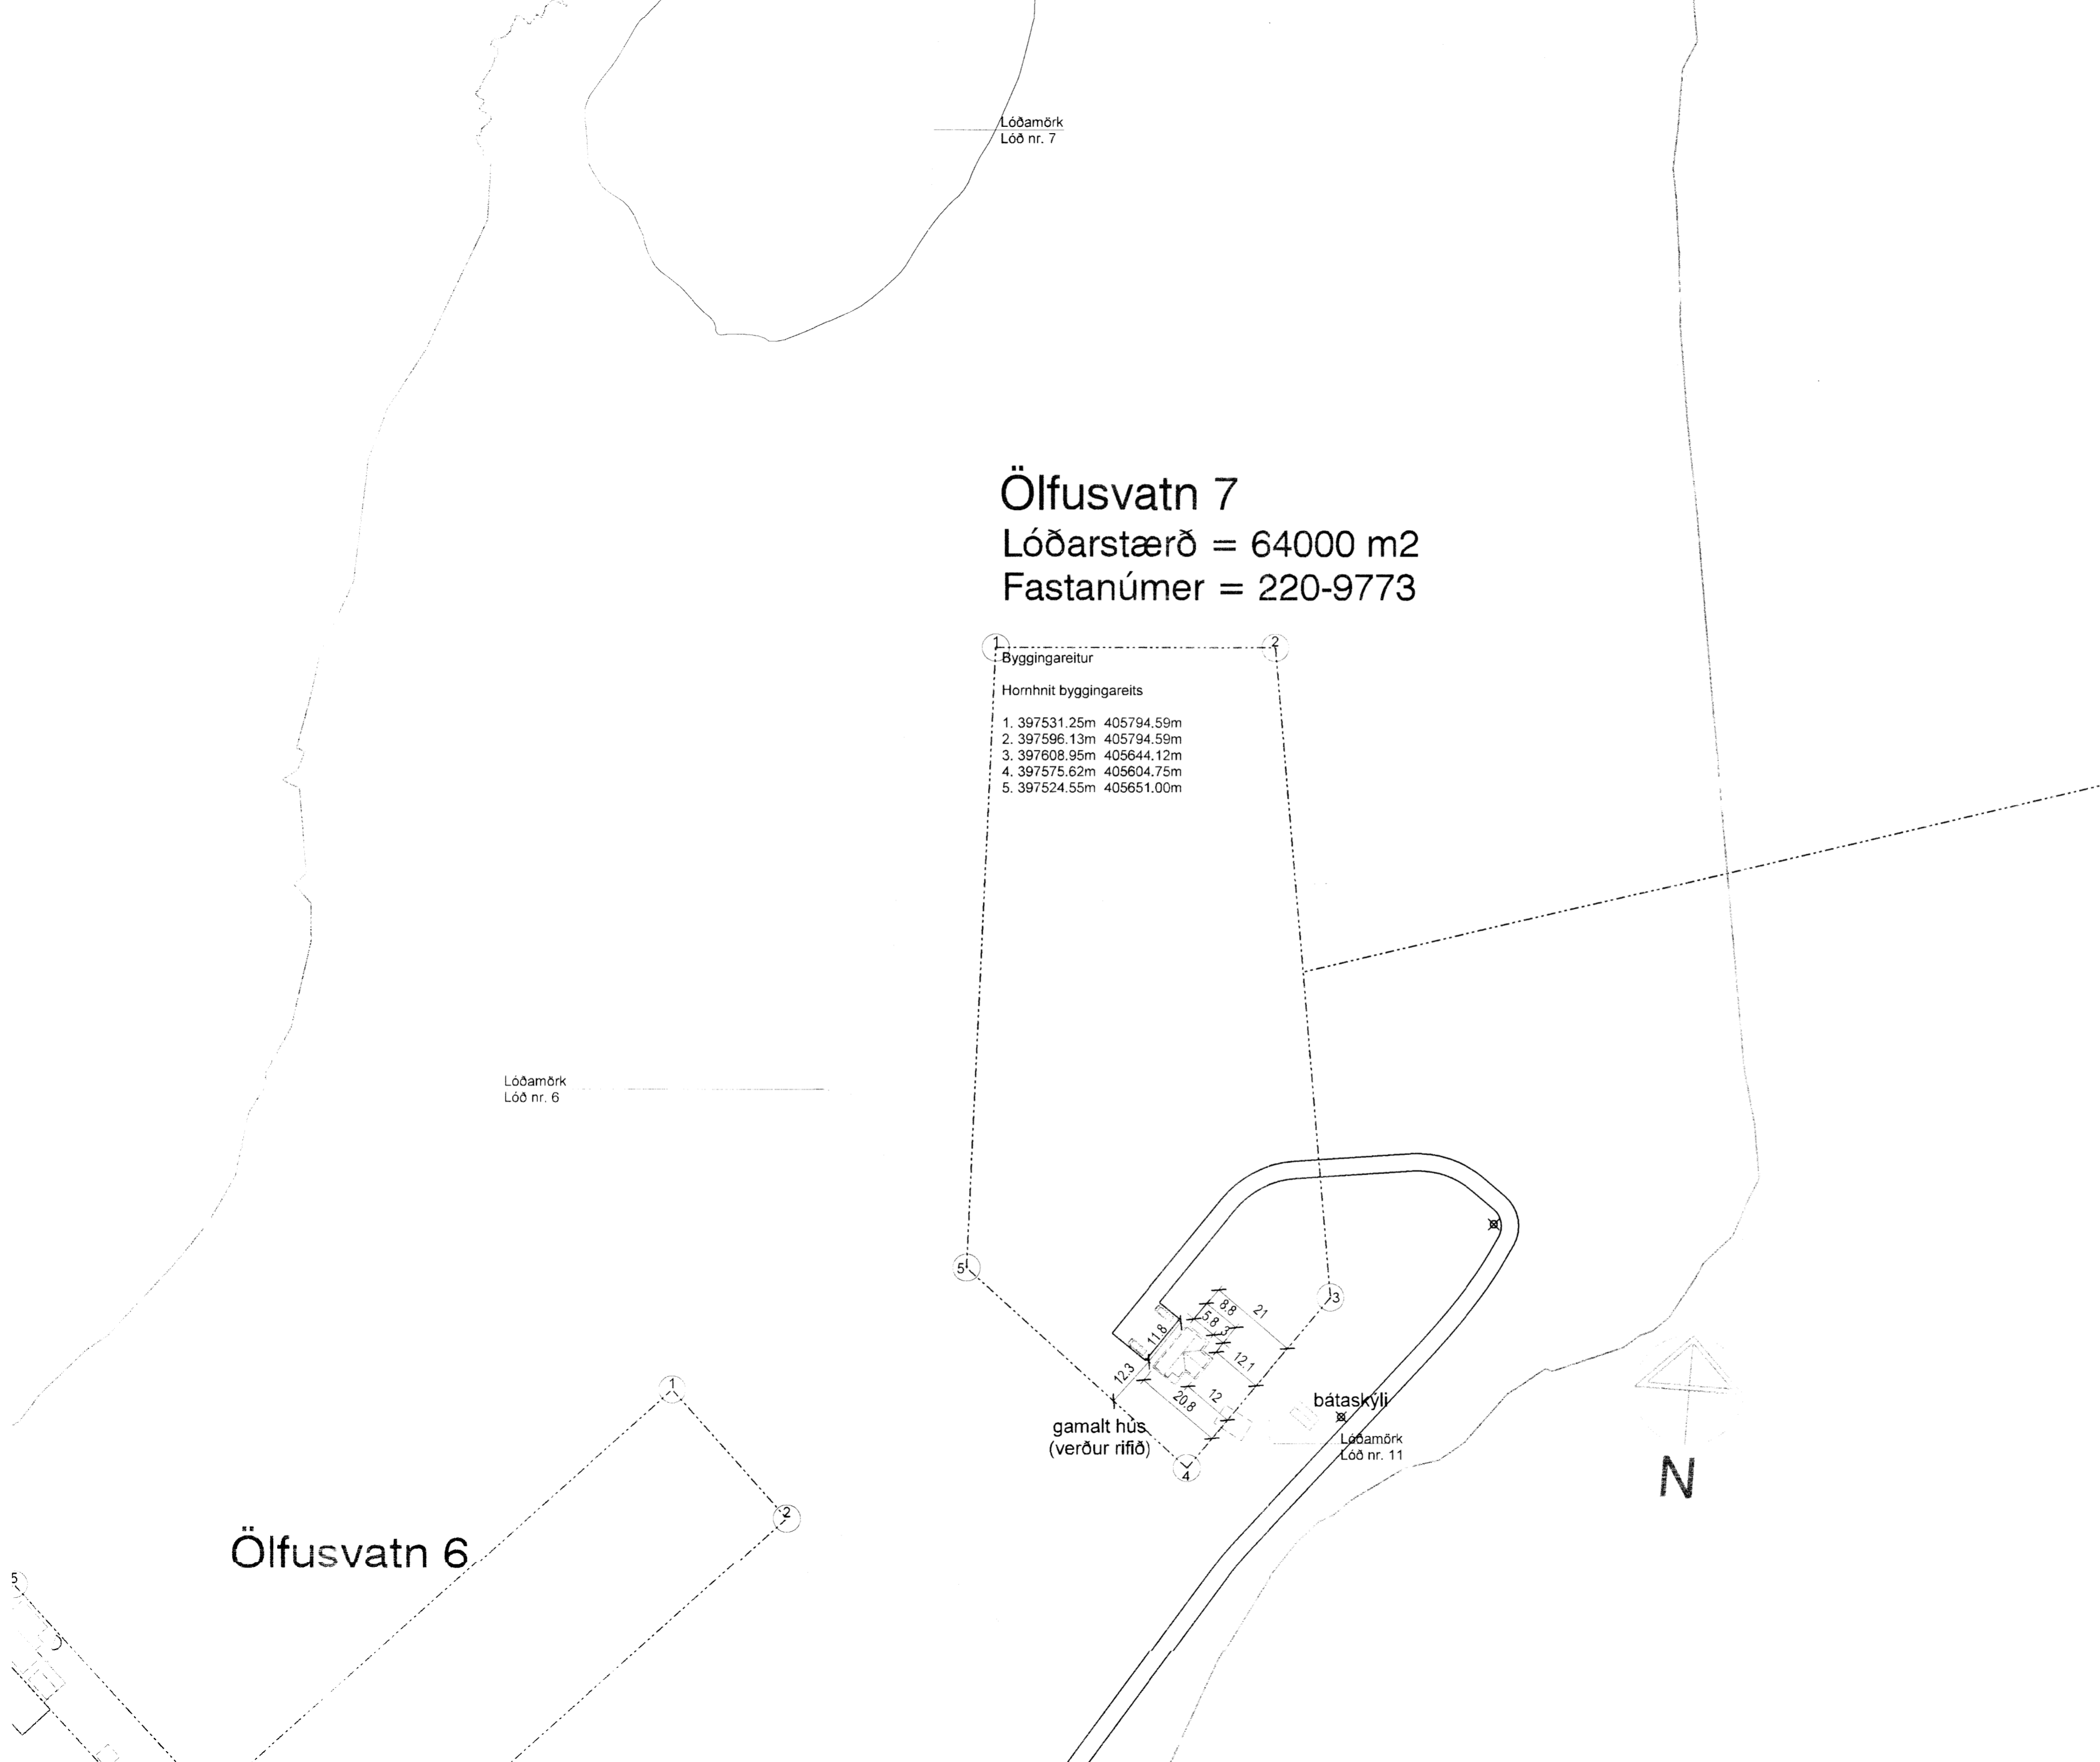 Lóðamörk
Lóð nr. 7
Ölfusvatn 7
Lóðarstærð = 64000 m2
Fastanúmer = 220-9773
1
2
Byggingareitur
Hornhnit byggingareits
1. 397531.25m 405794.59m
2. 397596.13m 405794.59m
3. 397608.95m 405644.12m
4. 397575.62m 405604.75m
5. 397524.55m 405651.00m
Lóðamörk
Lóð nr. 6
5
3
8.8
21
5.8
3
11.8
12.1
12.3
20.8
12
bátaskýli
gamalt hús
(verður rifið)
Lóðamörk
Lóð nr. 11
4
N
1
2
Ölfusvatn 6
5